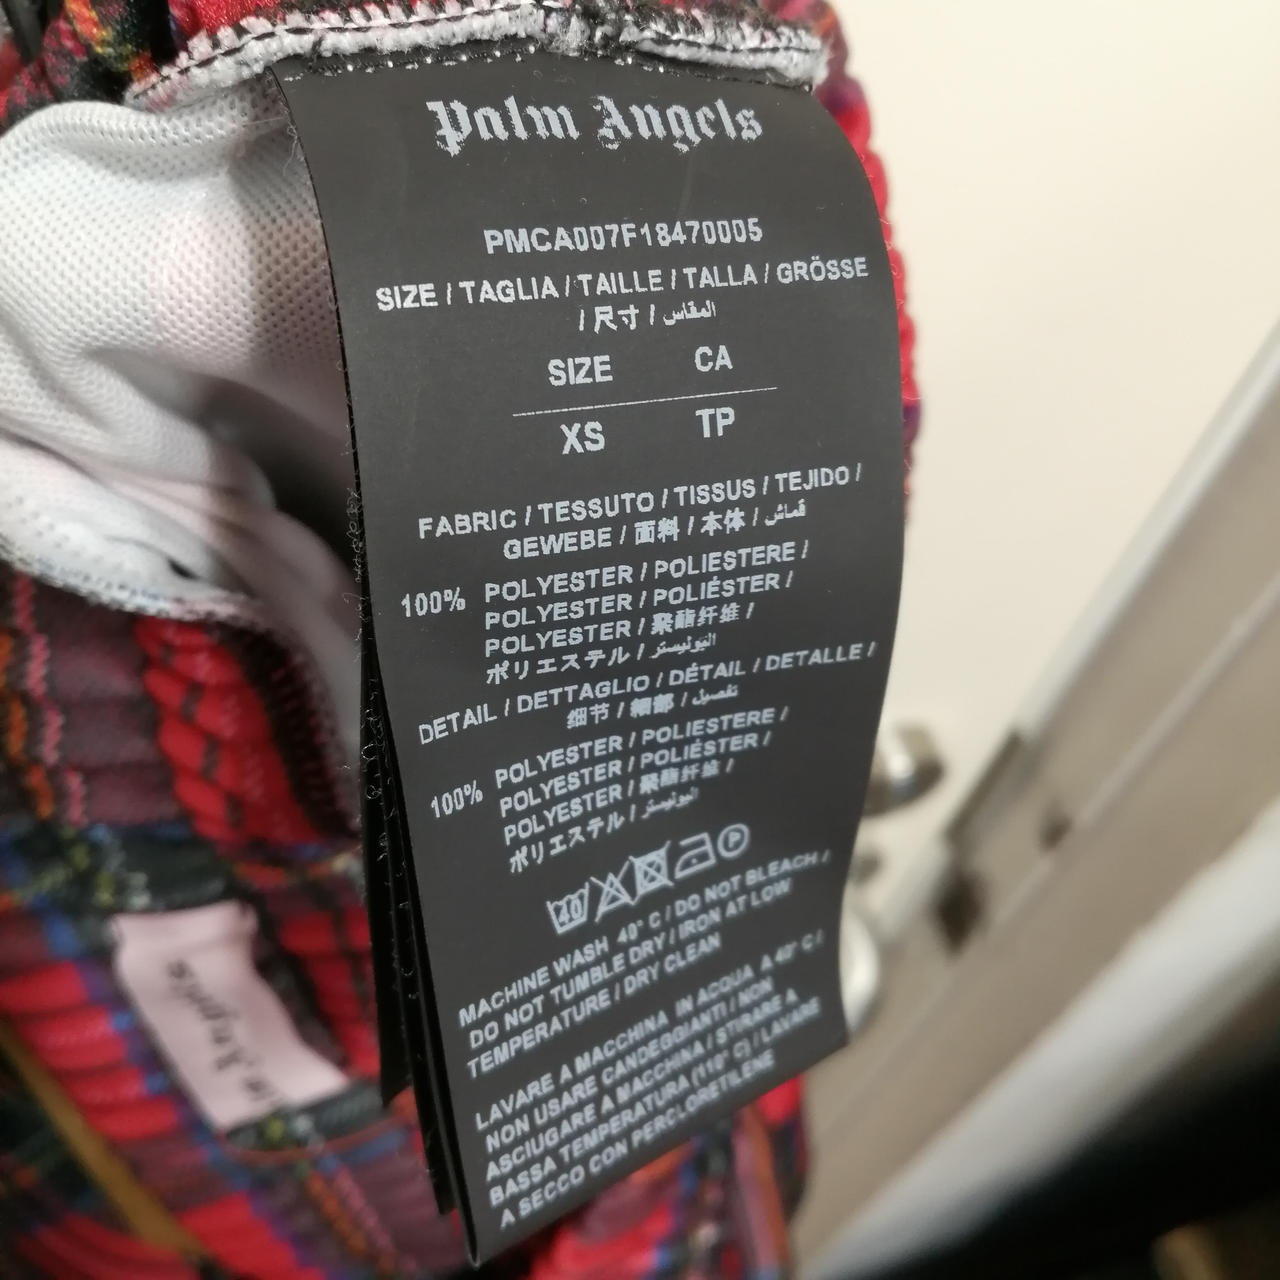 Palm Angels
PMCA007F18470005
SIZE / TAGLIA / TAILLE / TALLA / GRÖSSE
/ 尺寸 / المقاس
SIZE CA
XS TP
FABRIC / TESSUTO / TISSUS / TEJIDO /
GEWEBE / 面料 / 本体 / قماش
100% POLYESTER / POLIESTERE /
POLYESTER / POLIÉSTER /
POLYESTER / 聚酯纤维 /
ポリエステル / البوليستر
DETAIL / DETTAGLIO / DÉTAIL / DETALLE /
细节 / 細部 / تفصيل
100% POLYESTER / POLIESTERE /
POLYESTER / POLIÉSTER /
POLYESTER / 聚酯纤维 /
ポリエステル / البوليستر
40 P
MACHINE WASH 40° C / DO NOT BLEACH /
DO NOT TUMBLE DRY / IRON AT LOW
TEMPERATURE / DRY CLEAN
LAVARE A MACCHINA IN ACQUA A 40° C /
NON USARE CANDEGGIANTI / NON
ASCIUGARE A MACCHINA / STIRARE A
BASSA TEMPERATURA (110° C) / LAVARE
A SECCO CON PERCLORETILENE
Angels